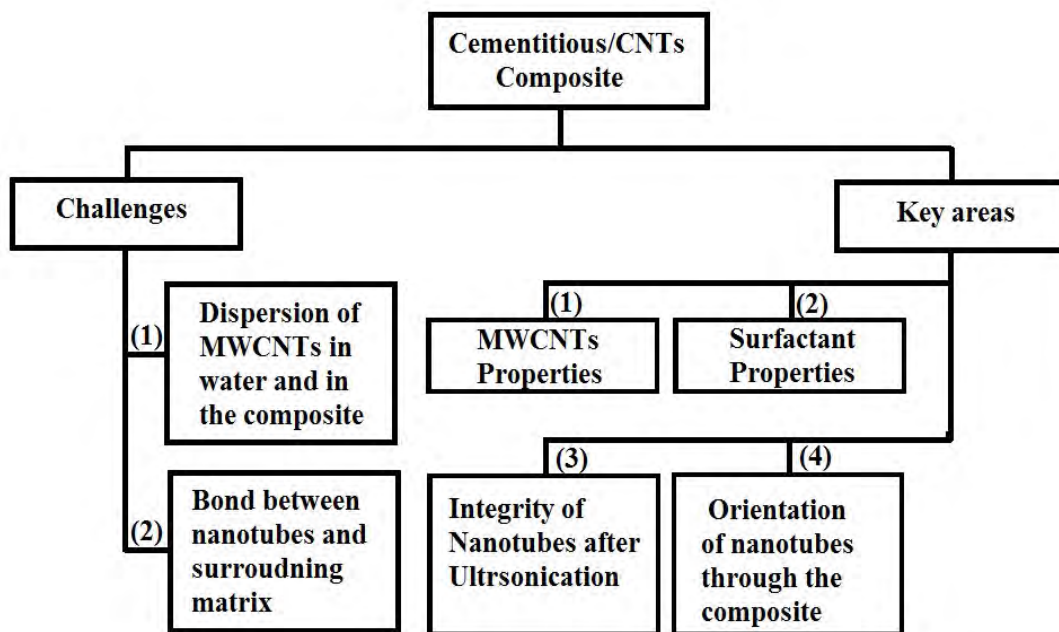 Cementitious/CNTs
Composite
Challenges
Key areas
(1)
Dispersion of
MWCNTs in
water and in
the composite
(2)
Bond between
nanotubes and
surroudning
matrix
(1)
MWCNTs
Properties
(2)
Surfactant
Properties
(3)
Integrity of
Nanotubes after
Ultrsonication
(4)
Orientation
of nanotubes
through the
composite